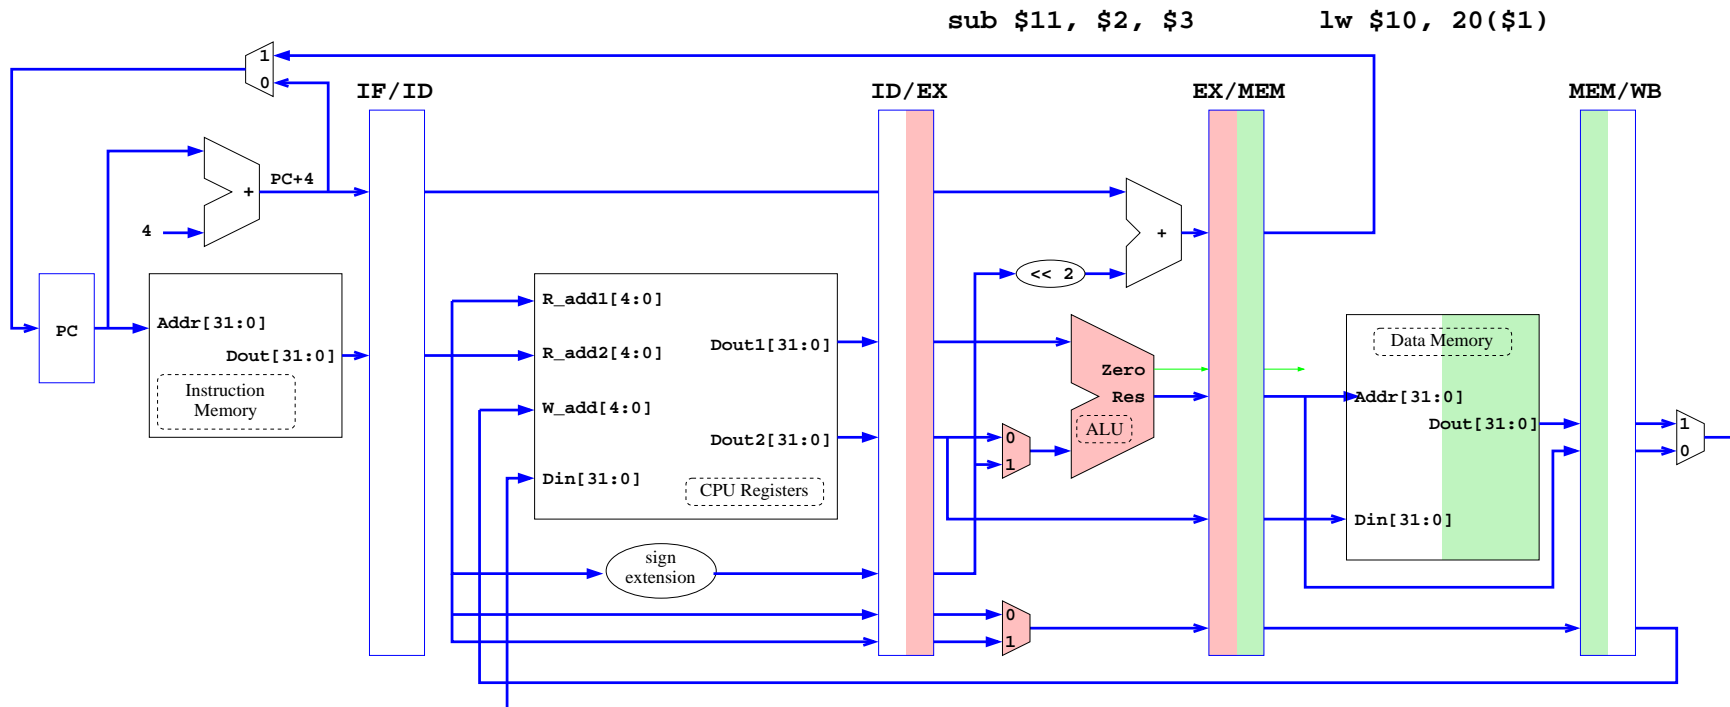 sub $11, $2, $3 lw $10, 20($1)
1
0
IF/ID ID/EX EX/MEM MEM/WB
+
PC+4
4
+
<< 2
PC
Addr[31:0]
Dout[31:0]
Instruction
Memory
R_add1[4:0]
R_add2[4:0]
W_add[4:0]
Din[31:0]
Dout1[31:0]
Dout2[31:0]
CPU Registers
sign
extension
0
1
0
1
Zero
Res
ALU
Data Memory
Addr[31:0]
Dout[31:0]
Din[31:0]
1
0